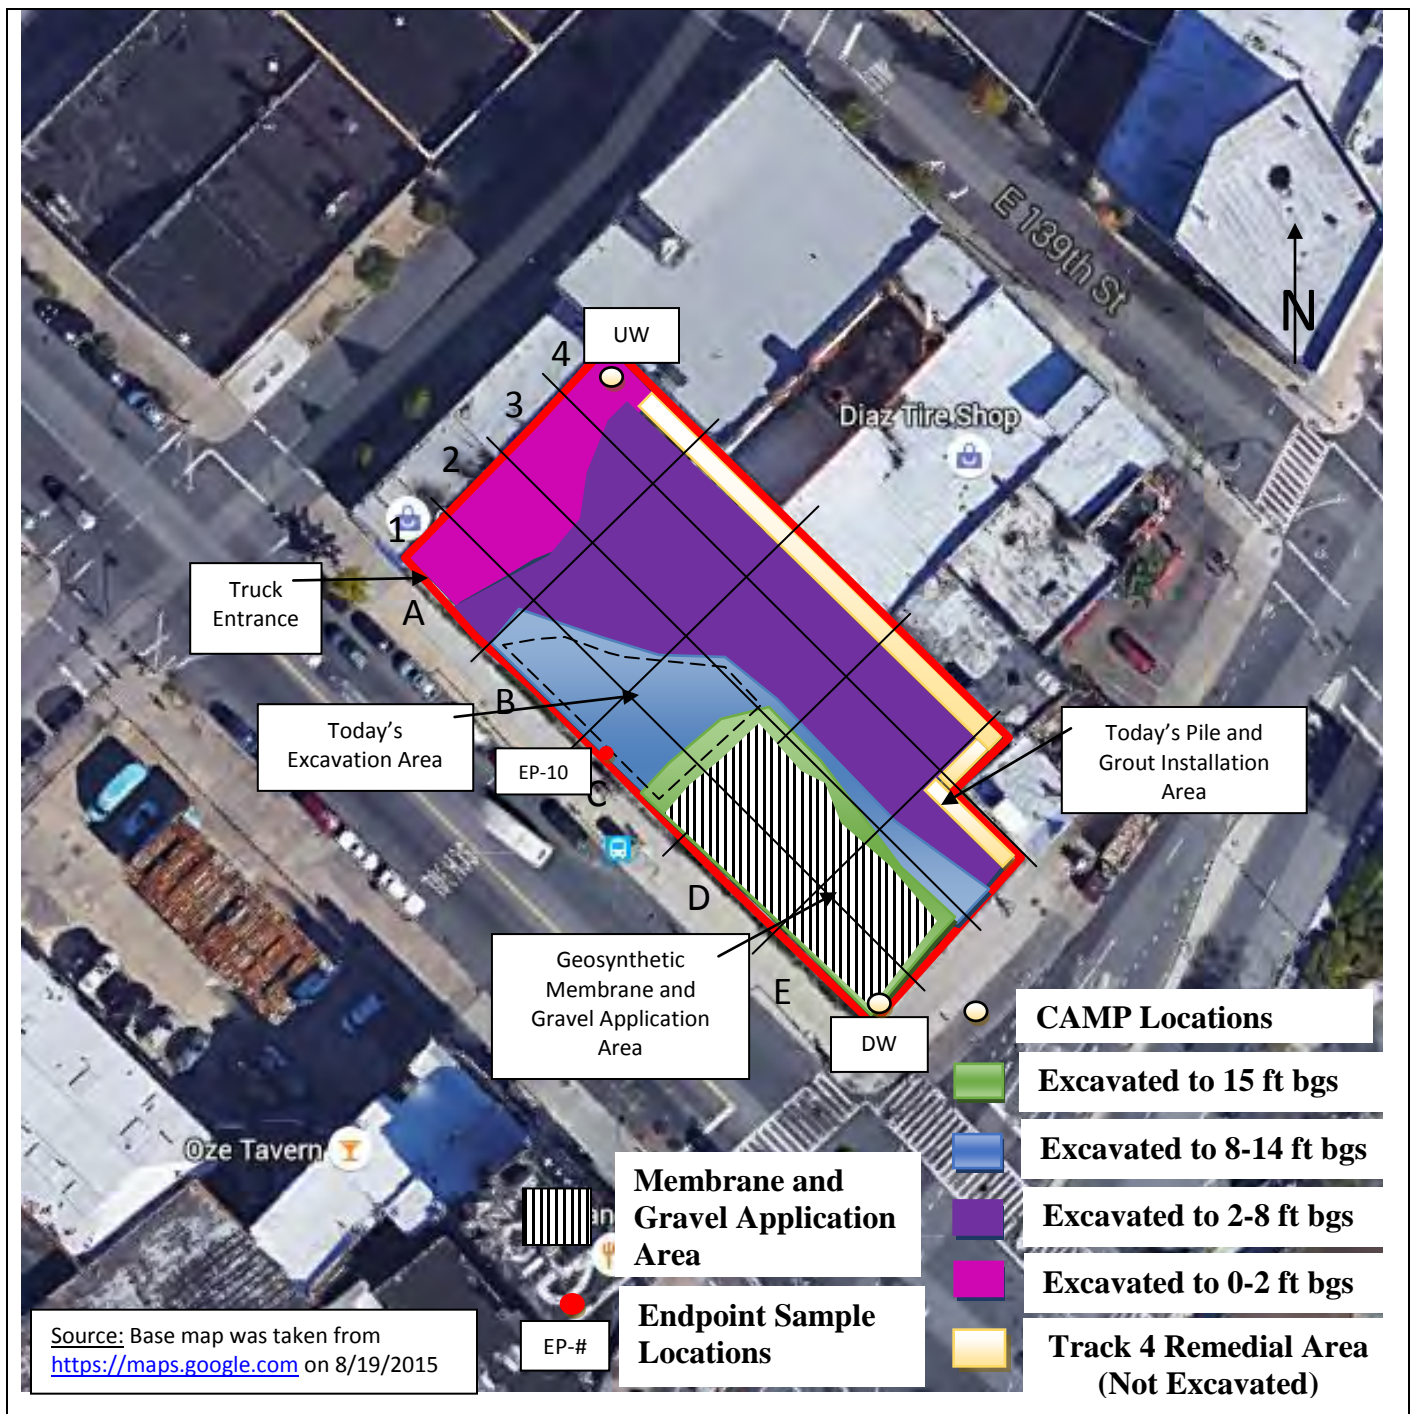 E 139th St
N
UW
4
3
Diaz Tire Shop
2
1
Truck
Entrance
A
B
Today's
Excavation Area
Today's Pile and
Grout Installation
Area
EP-10
C
D
Geosynthetic
Membrane and
Gravel Application
Area
E
DW
CAMP Locations
Excavated to 15 ft bgs
Excavated to 8-14 ft bgs
Oze Tavern
Membrane and
Gravel Application
Area
Excavated to 2-8 ft bgs
Excavated to 0-2 ft bgs
Endpoint Sample
Locations
EP-#
Track 4 Remedial Area
(Not Excavated)
Source: Base map was taken from
https://maps.google.com on 8/19/2015